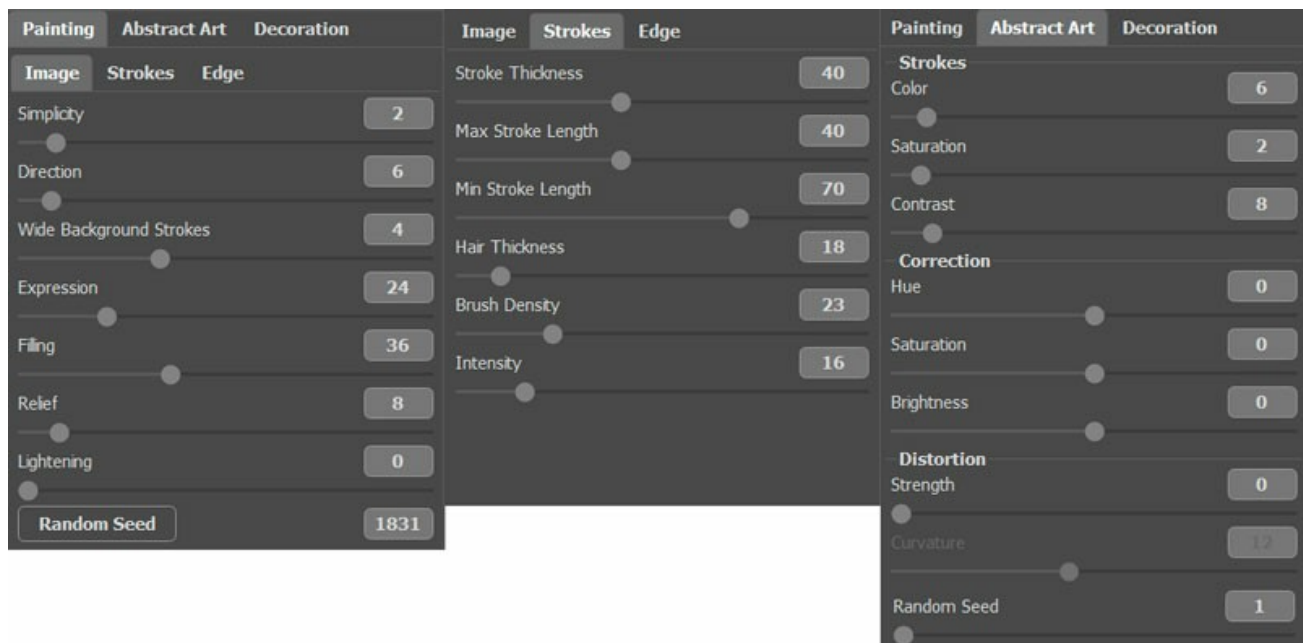 Painting Abstract Art Decoration
Image Strokes Edge
Simplicity 2
Direction 6
Wide Background Strokes 4
Expression 24
Filling 36
Relief 8
Lightening 0
Random Seed 1831
Image Strokes Edge
Stroke Thickness 40
Max Stroke Length 40
Min Stroke Length 70
Hair Thickness 18
Brush Density 23
Intensity 16
Painting Abstract Art Decoration
Strokes
Color 6
Saturation 2
Contrast 8
Correction
Hue 0
Saturation 0
Brightness 0
Distortion
Strength 0
Curvature 12
Random Seed 1